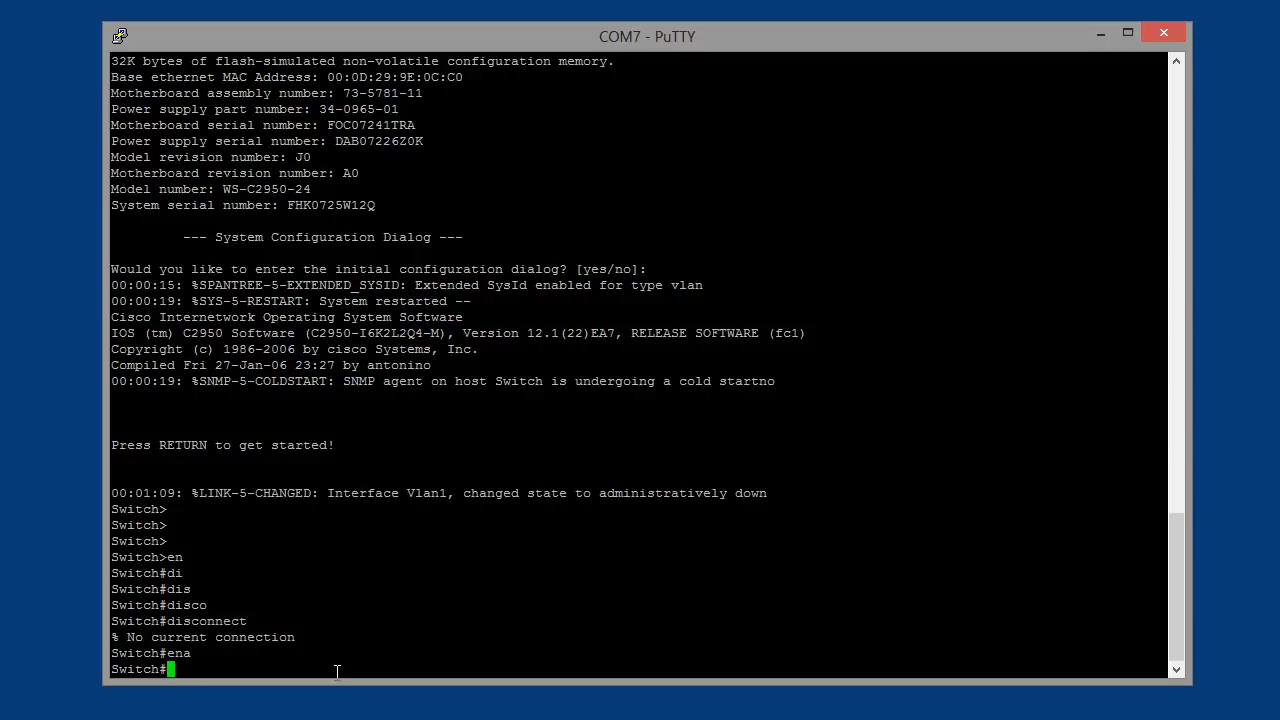 COM7 - PuTTY
32K bytes of flash-simulated non-volatile configuration memory.
Base ethernet MAC Address: 00:0D:29:9E:0C:C0
Motherboard assembly number: 73-5781-11
Power supply part number: 34-0965-01
Motherboard serial number: FOC07241TRA
Power supply serial number: DAB07226Z0K
Model revision number: J0
Motherboard revision number: A0
Model number: WS-C2950-24
System serial number: FHK0725W12Q
--- System Configuration Dialog ---
Would you like to enter the initial configuration dialog? [yes/no]:
00:00:15: %SPANTREE-5-EXTENDED_SYSID: Extended SysId enabled for type vlan
00:00:19: %SYS-5-RESTART: System restarted --
Cisco Internetwork Operating System Software
IOS (tm) C2950 Software (C2950-I6K2L2Q4-M), Version 12.1(22)EA7, RELEASE SOFTWARE (fc1)
Copyright (c) 1986-2006 by cisco Systems, Inc.
Compiled Fri 27-Jan-06 23:27 by antonino
00:00:19: %SNMP-5-COLDSTART: SNMP agent on host Switch is undergoing a cold startno
Press RETURN to get started!
00:01:09: %LINK-5-CHANGED: Interface Vlan1, changed state to administratively down
Switch>
Switch>
Switch>
Switch>en
Switch#di
Switch#dis
Switch#disco
Switch#disconnect
% No current connection
Switch#ena
Switch#